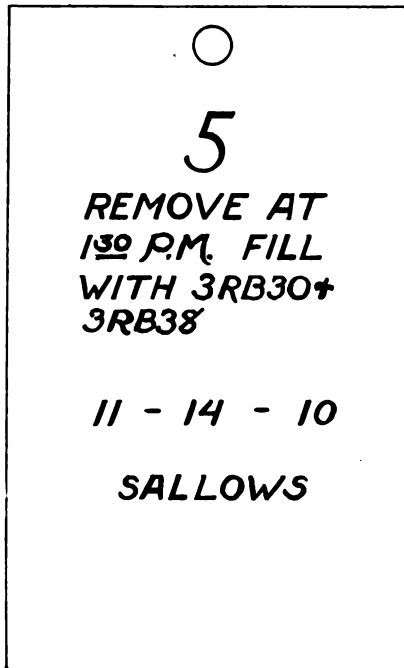 5
REMOVE AT
130 P.M. FILL
WITH 3RB30+
3RB38
11 - 14 - 10
SALLOWS